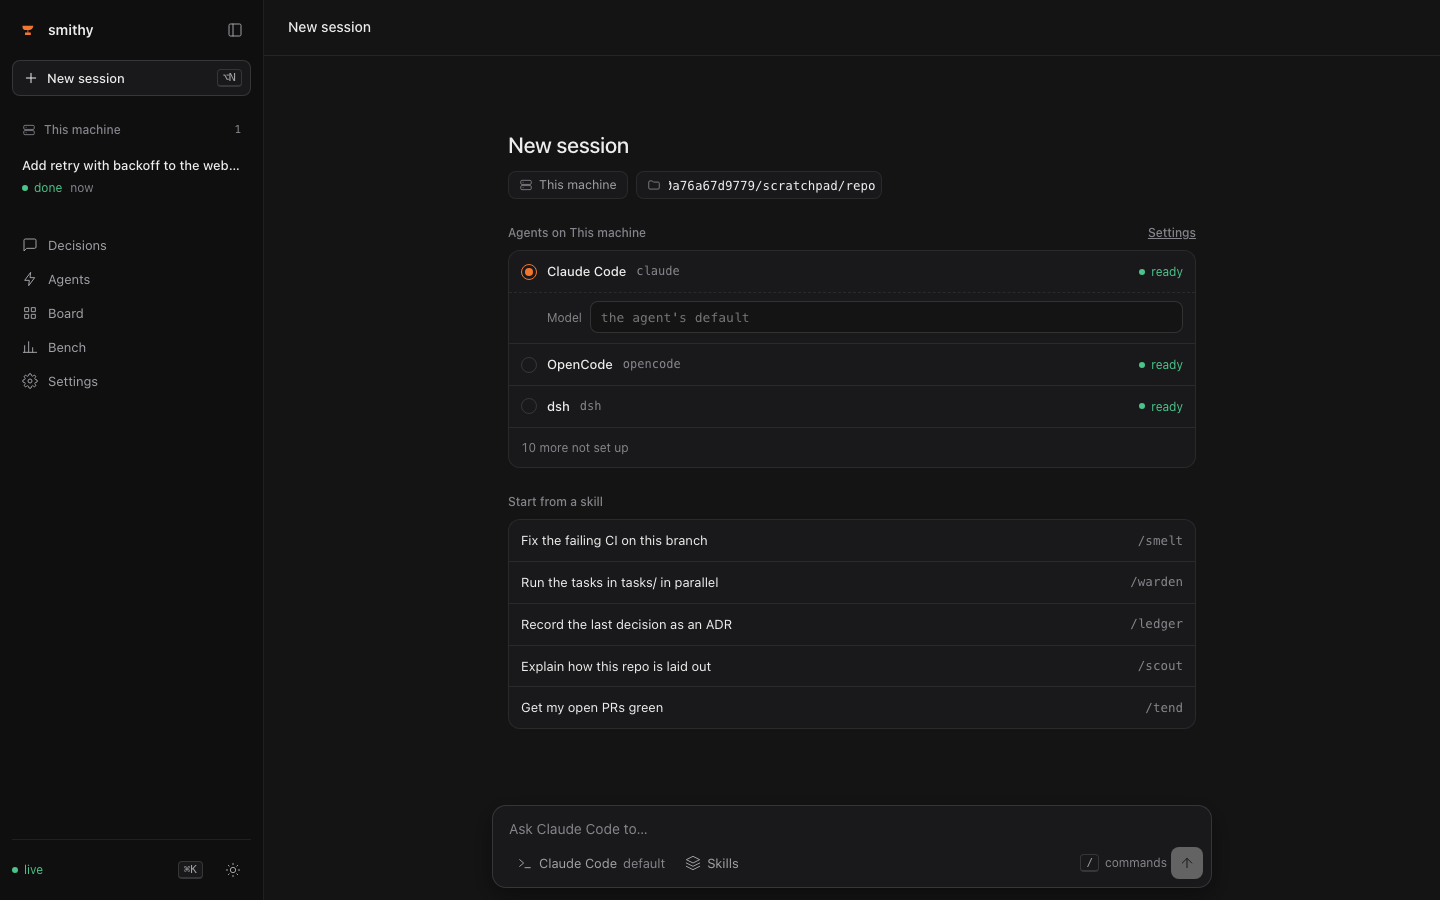 smithy
New session ⌥N
This machine 1
Add retry with backoff to the web…
done now
Decisions
Agents
Board
Bench
Settings
live ⌘K
New session
New session
This machine a76a67d9779/scratchpad/repo
Agents on This machine Settings
Claude Code claude ready
Model the agent's default
OpenCode opencode ready
dsh dsh ready
10 more not set up
Start from a skill
Fix the failing CI on this branch /smelt
Run the tasks in tasks/ in parallel /warden
Record the last decision as an ADR /ledger
Explain how this repo is laid out /scout
Get my open PRs green /tend
Ask Claude Code to…
Claude Code default Skills / commands